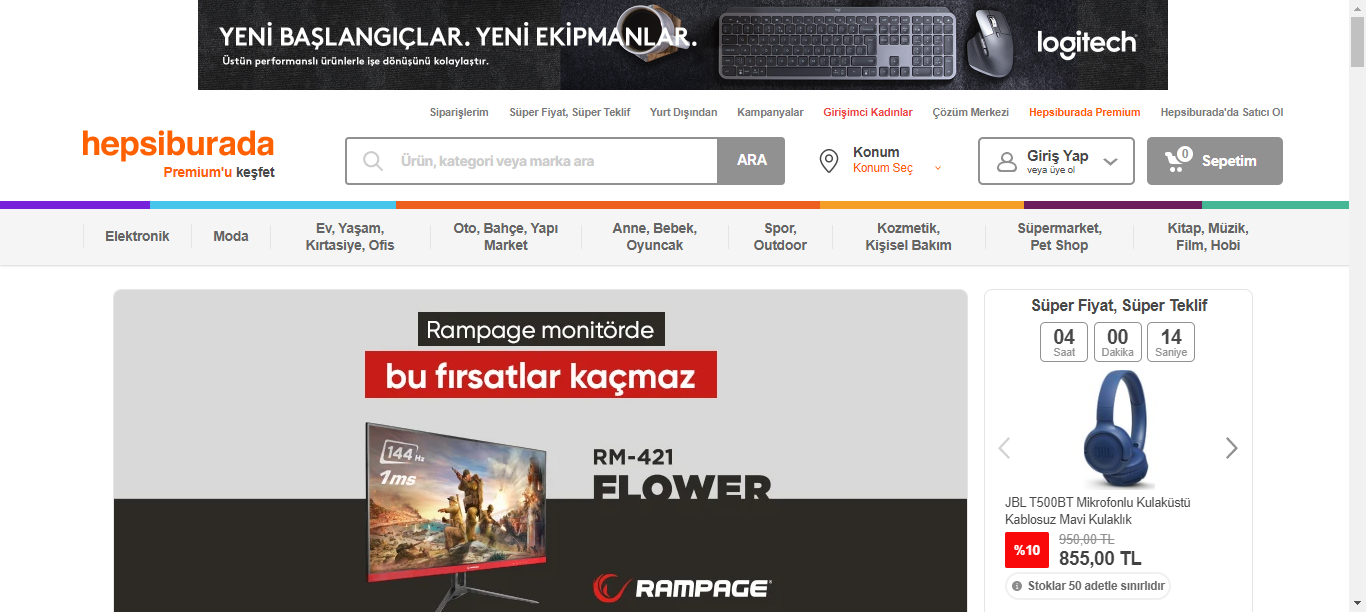 YENİ BAŞLANGIÇLAR. YENİ EKİPMANLAR.
Üstün performanslı ürünlerle işe dönüşünü kolaylaştır.
logitech
Siparişlerim Süper Fiyat, Süper Teklif Yurt Dışından Kampanyalar Girişimci Kadınlar Çözüm Merkezi Hepsiburada Premium Hepsiburada'da Satıcı Ol
hepsiburada
Premium'u keşfet
Ürün, kategori veya marka ara
ARA
Konum
Konum Seç
Giriş Yap
veya üye ol
0
Sepetim
Elektronik
Moda
Ev, Yaşam,
Kırtasiye, Ofis
Oto, Bahçe, Yapı
Market
Anne, Bebek,
Oyuncak
Spor,
Outdoor
Kozmetik,
Kişisel Bakım
Süpermarket,
Pet Shop
Kitap, Müzik,
Film, Hobi
Rampage monitörde
bu fırsatlar kaçmaz
144 Hz
1ms
RM-421
FLOWER
RAMPAGE
Süper Fiyat, Süper Teklif
04 00 14
Saat Dakika Saniye
JBL
JBL T500BT Mikrofonlu Kulaküstü
Kablosuz Mavi Kulaklık
%10
950,00 TL
855,00 TL
Stoklar 50 adetle sınırlıdır